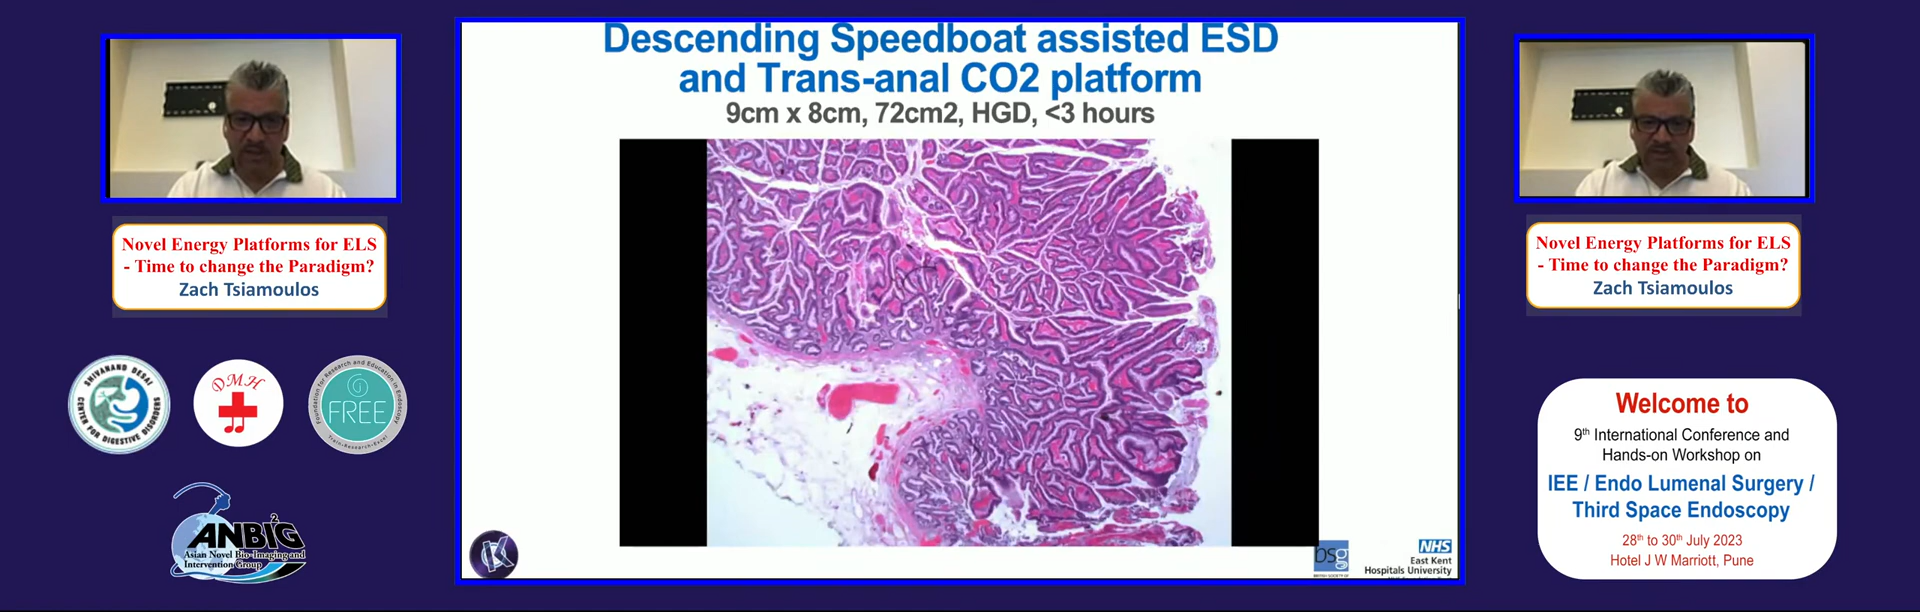 Descending Speedboat assisted ESD
and Trans-anal CO2 platform
9cm x 8cm, 72cm2, HGD, <3 hours
Novel Energy Platforms for ELS
- Time to change the Paradigm?
Zach Tsiamoulos
Novel Energy Platforms for ELS
- Time to change the Paradigm?
Zach Tsiamoulos
SHIVANAND DESAI
CENTER FOR DIGESTIVE DISORDERS
DMH
Foundation for Research and Education in Endoscopy
FREE
Train-Research-Excel
ANBI2G
Asian Novel Bio-Imaging and
Intervention Group
bsg
NHS
East Kent
Hospitals University
Welcome to
9th International Conference and
Hands-on Workshop on
IEE / Endo Lumenal Surgery /
Third Space Endoscopy
28th to 30th July 2023
Hotel J W Marriott, Pune